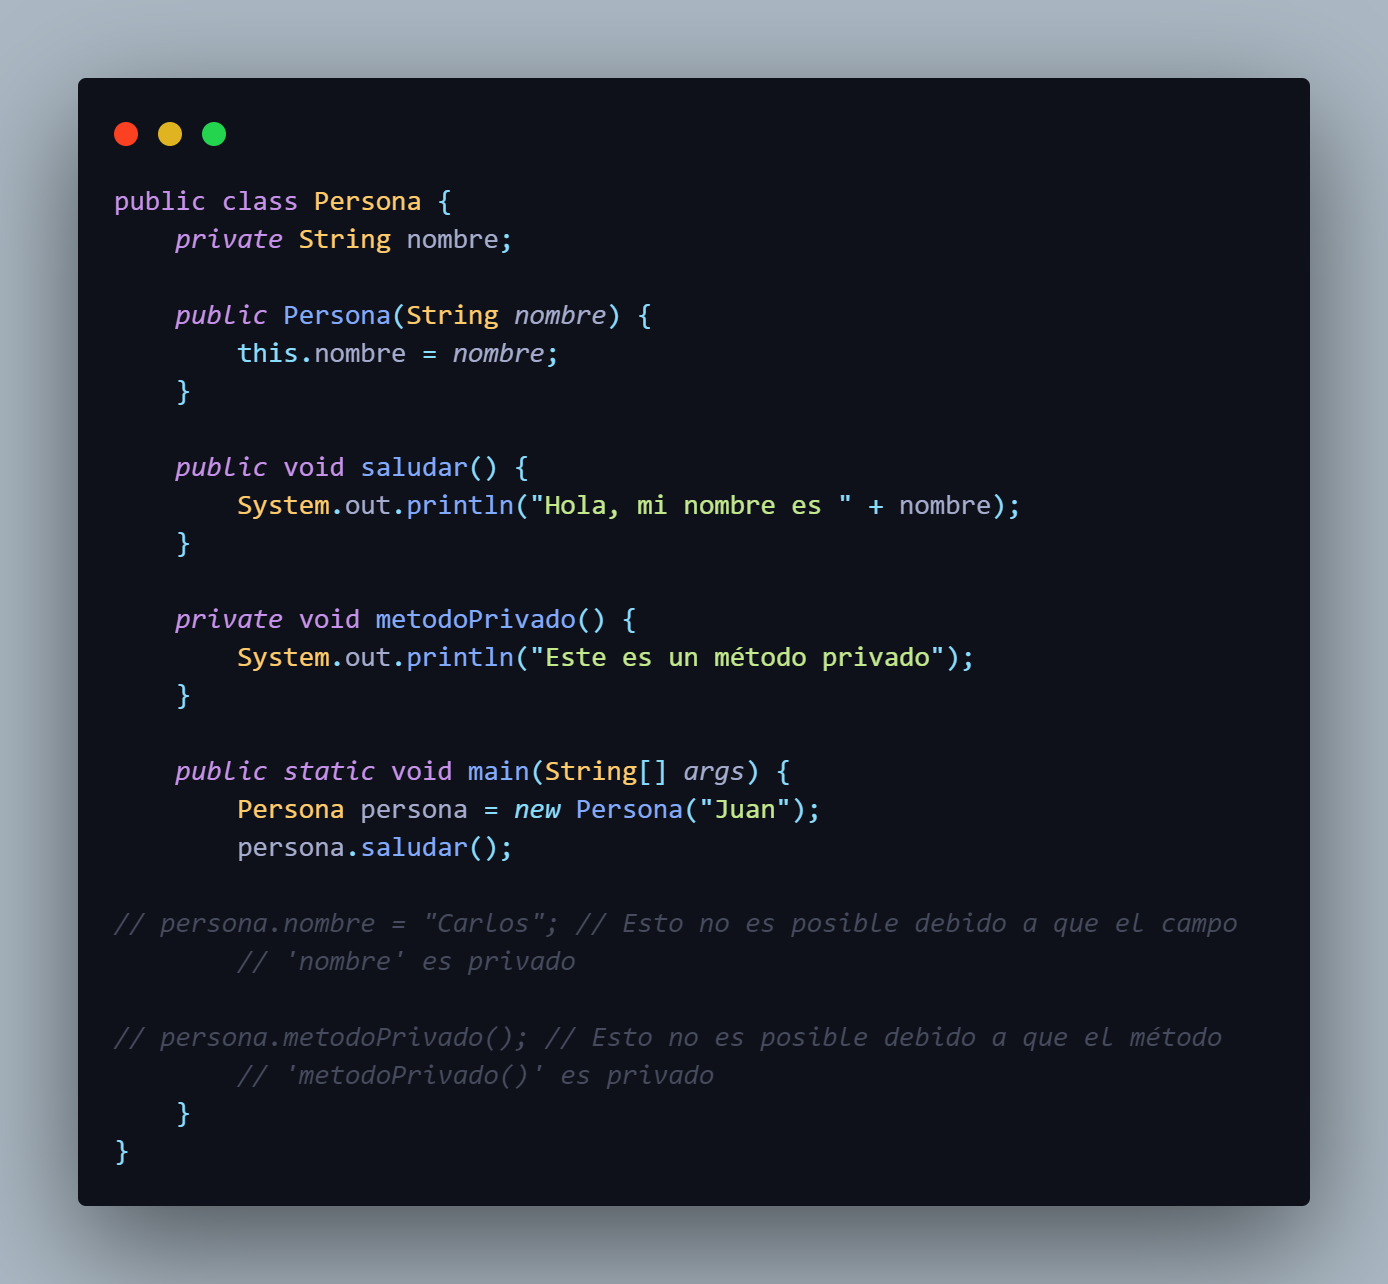 public class Persona {
    private String nombre;

    public Persona(String nombre) {
        this.nombre = nombre;
    }

    public void saludar() {
        System.out.println("Hola, mi nombre es " + nombre);
    }

    private void metodoPrivado() {
        System.out.println("Este es un método privado");
    }

    public static void main(String[] args) {
        Persona persona = new Persona("Juan");
        persona.saludar();

// persona.nombre = "Carlos"; // Esto no es posible debido a que el campo
        // 'nombre' es privado

// persona.metodoPrivado(); // Esto no es posible debido a que el método
        // 'metodoPrivado()' es privado
    }
}